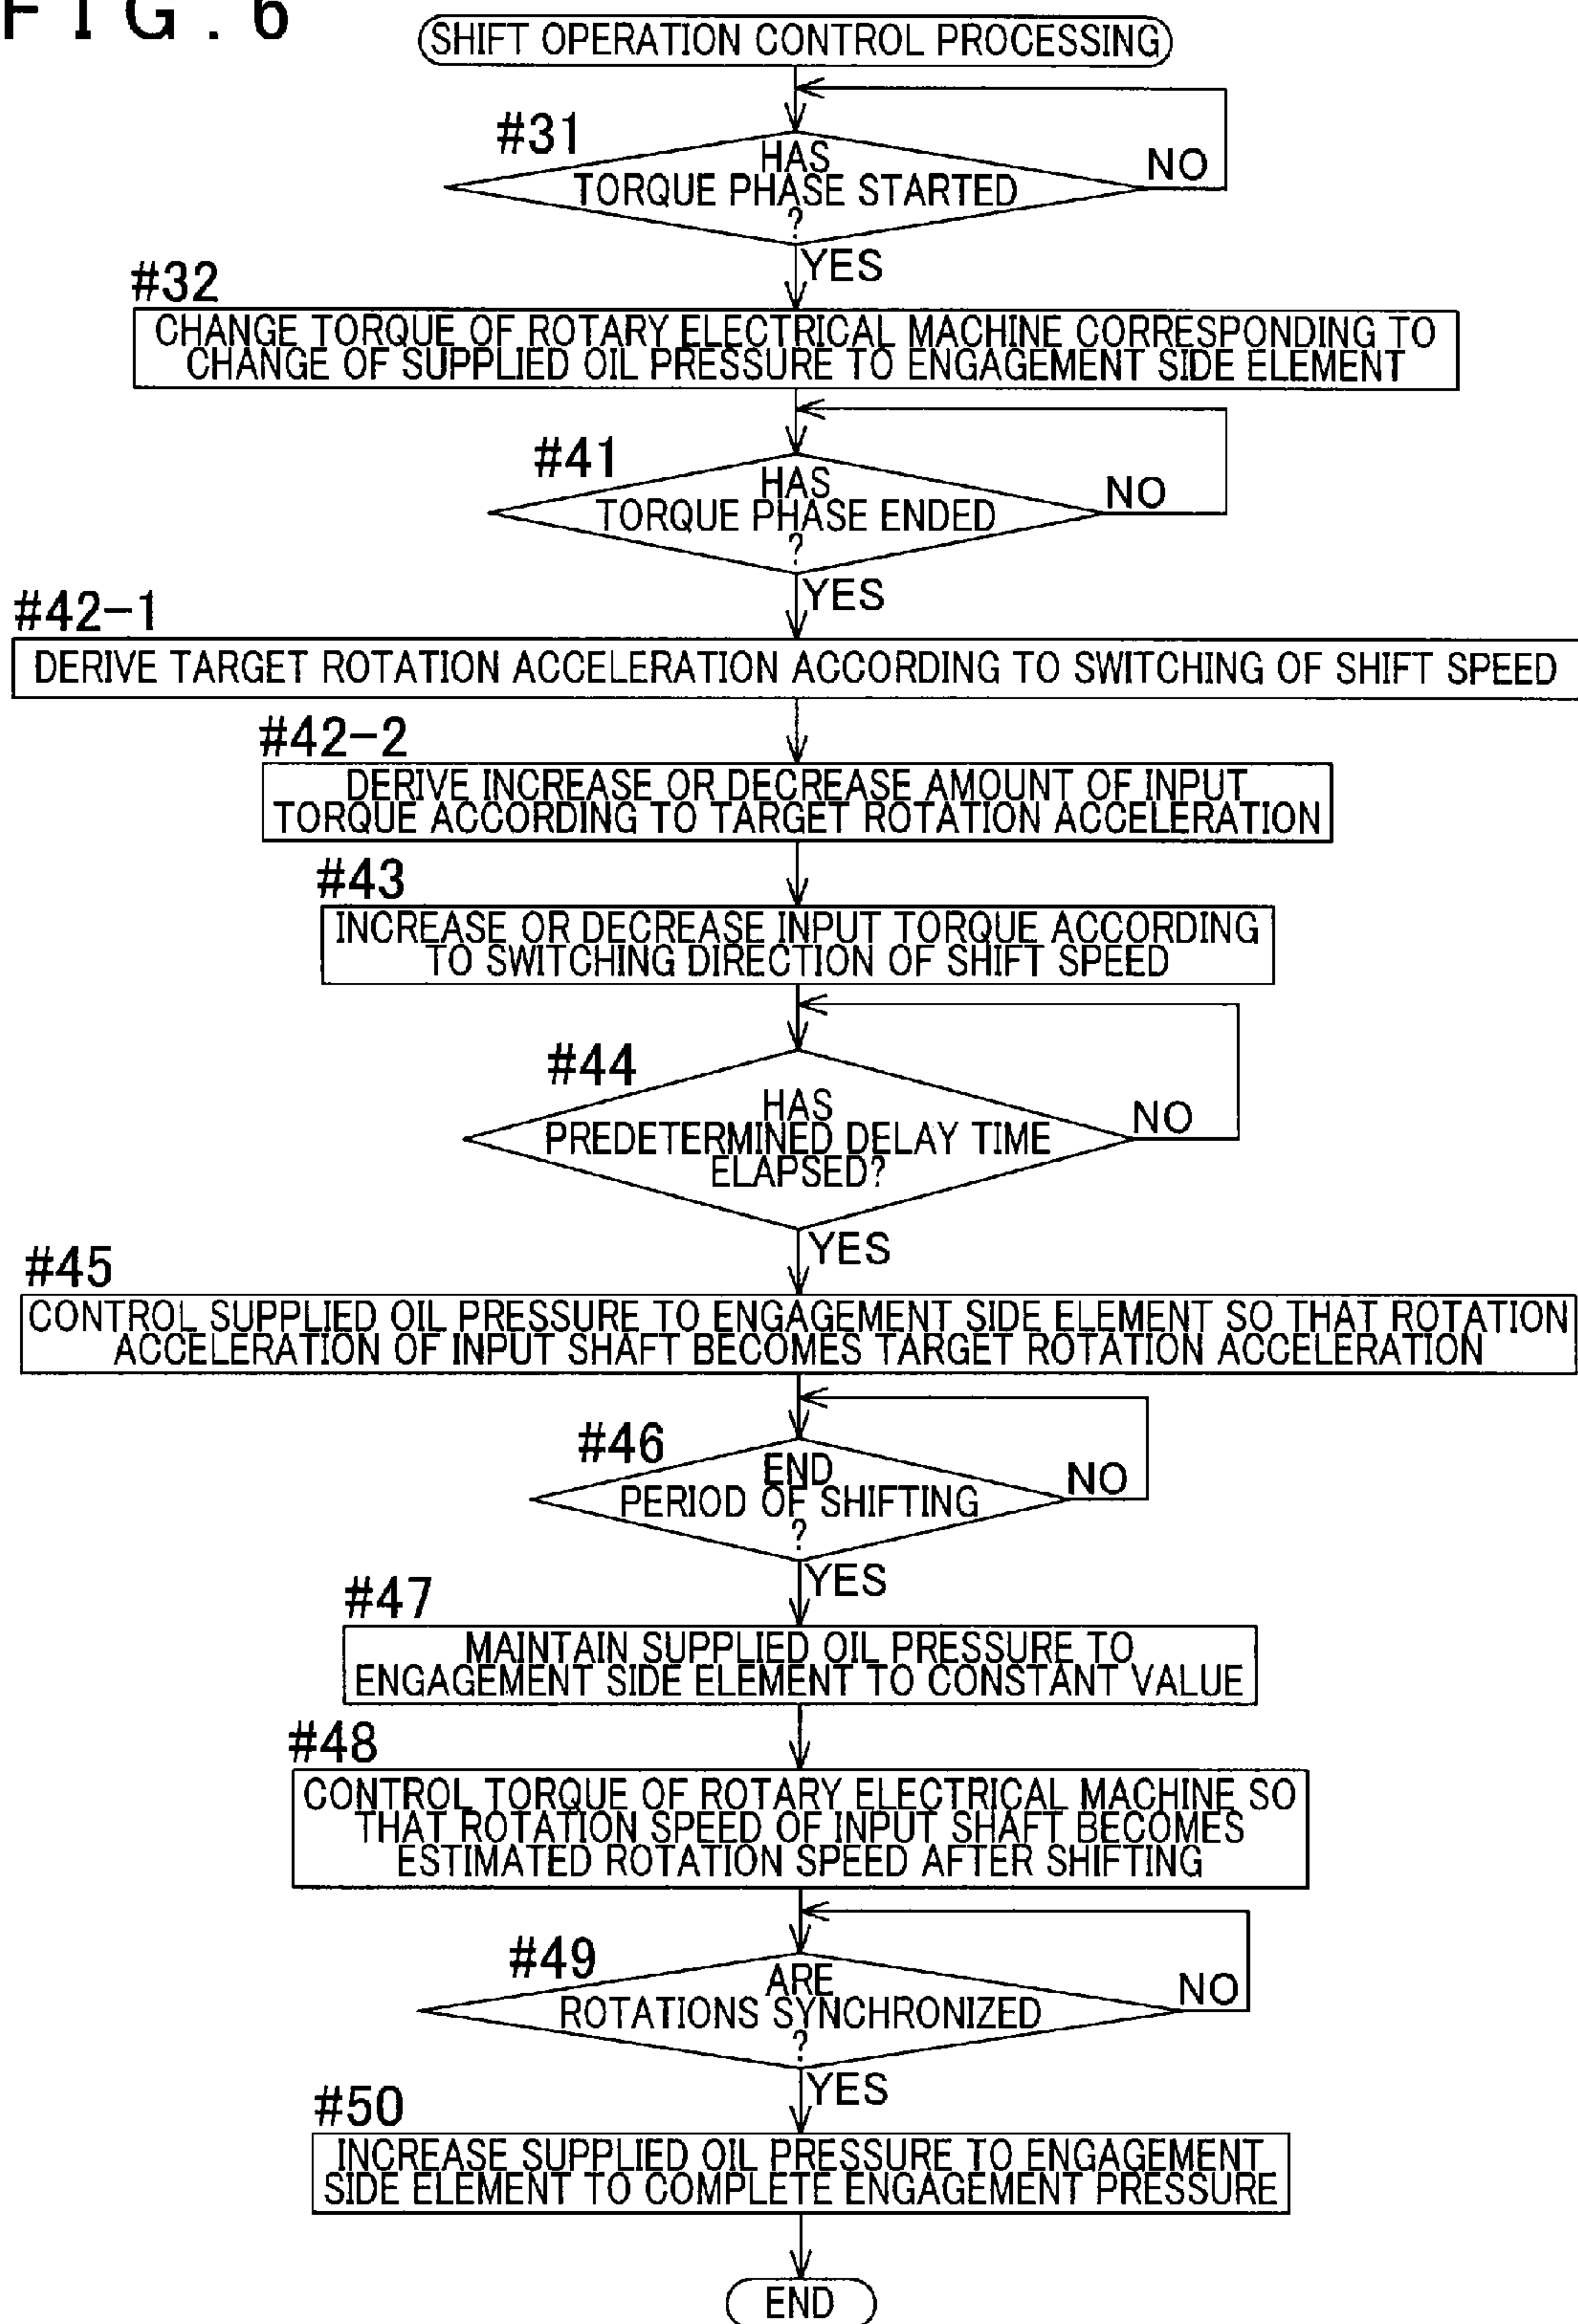 FIG.6
SHIFT OPERATION CONTROL PROCESSING
#31
HAS
TORQUE PHASE STARTED
?
NO
YES
#32
CHANGE TORQUE OF ROTARY ELECTRICAL MACHINE CORRESPONDING TO
CHANGE OF SUPPLIED OIL PRESSURE TO ENGAGEMENT SIDE ELEMENT
#41
HAS
TORQUE PHASE ENDED
?
NO
YES
#42-1
DERIVE TARGET ROTATION ACCELERATION ACCORDING TO SWITCHING OF SHIFT SPEED
#42-2
DERIVE INCREASE OR DECREASE AMOUNT OF INPUT
TORQUE ACCORDING TO TARGET ROTATION ACCELERATION
#43
INCREASE OR DECREASE INPUT TORQUE ACCORDING
TO SWITCHING DIRECTION OF SHIFT SPEED
#44
HAS
PREDETERMINED DELAY TIME
ELAPSED?
NO
YES
#45
CONTROL SUPPLIED OIL PRESSURE TO ENGAGEMENT SIDE ELEMENT SO THAT ROTATION
ACCELERATION OF INPUT SHAFT BECOMES TARGET ROTATION ACCELERATION
#46
END
PERIOD OF SHIFTING
?
NO
YES
#47
MAINTAIN SUPPLIED OIL PRESSURE TO
ENGAGEMENT SIDE ELEMENT TO CONSTANT VALUE
#48
CONTROL TORQUE OF ROTARY ELECTRICAL MACHINE SO
THAT ROTATION SPEED OF INPUT SHAFT BECOMES
ESTIMATED ROTATION SPEED AFTER SHIFTING
#49
ARE
ROTATIONS SYNCHRONIZED
?
NO
YES
#50
INCREASE SUPPLIED OIL PRESSURE TO ENGAGEMENT
SIDE ELEMENT TO COMPLETE ENGAGEMENT PRESSURE
END